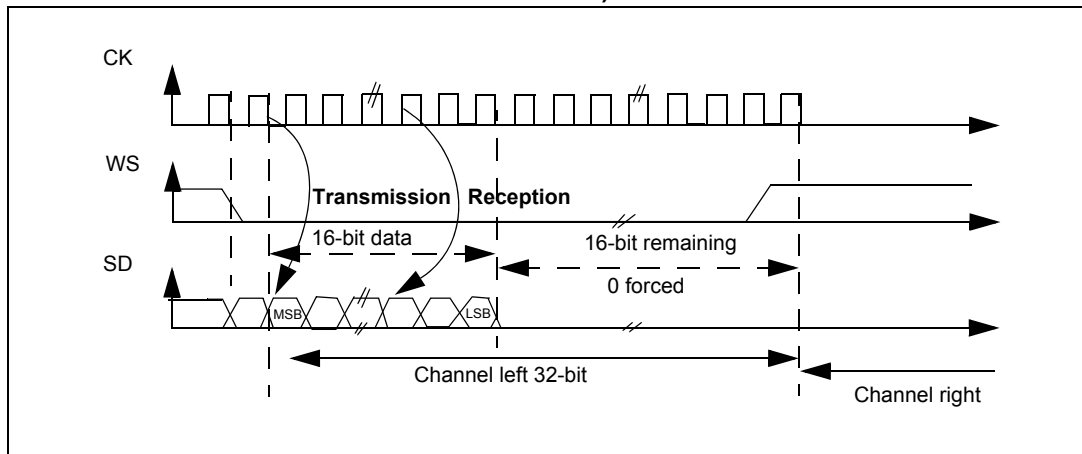 CK
WS
Transmission Reception
16-bit data
16-bit remaining
SD
0 forced
MSB
LSB
Channel left 32-bit
Channel right